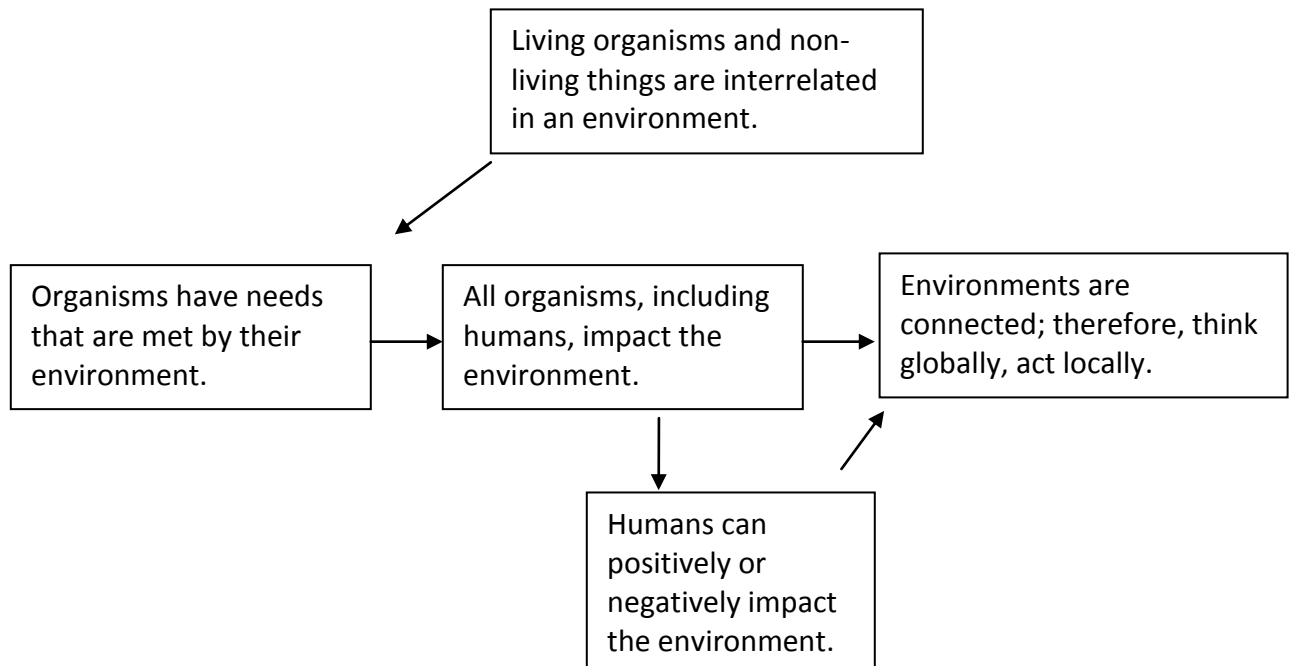 Living organisms and non-
living things are interrelated
in an environment.
Organisms have needs
that are met by their
environment.
All organisms, including
humans, impact the
environment.
Environments are
connected; therefore, think
globally, act locally.
Humans can
positively or
negatively impact
the environment.